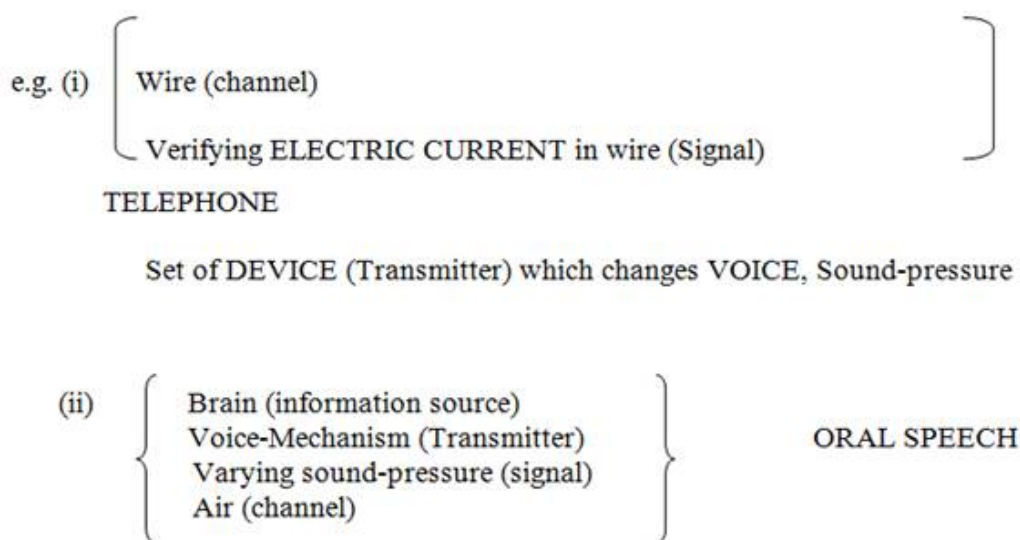 e.g. (i) Wire (channel)
Verifying ELECTRIC CURRENT in wire (Signal)
TELEPHONE
Set of DEVICE (Transmitter) which changes VOICE, Sound-pressure
(ii) Brain (information source)
Voice-Mechanism (Transmitter)
Varying sound-pressure (signal)
Air (channel)
ORAL SPEECH